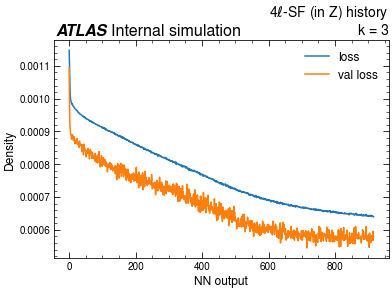 4ℓ-SF (in Z) history
ATLAS Internal simulation
k = 3
loss
val loss
0.0011
0.0010
0.0009
0.0008
0.0007
0.0006
Density
0 200 400 600 800
NN output